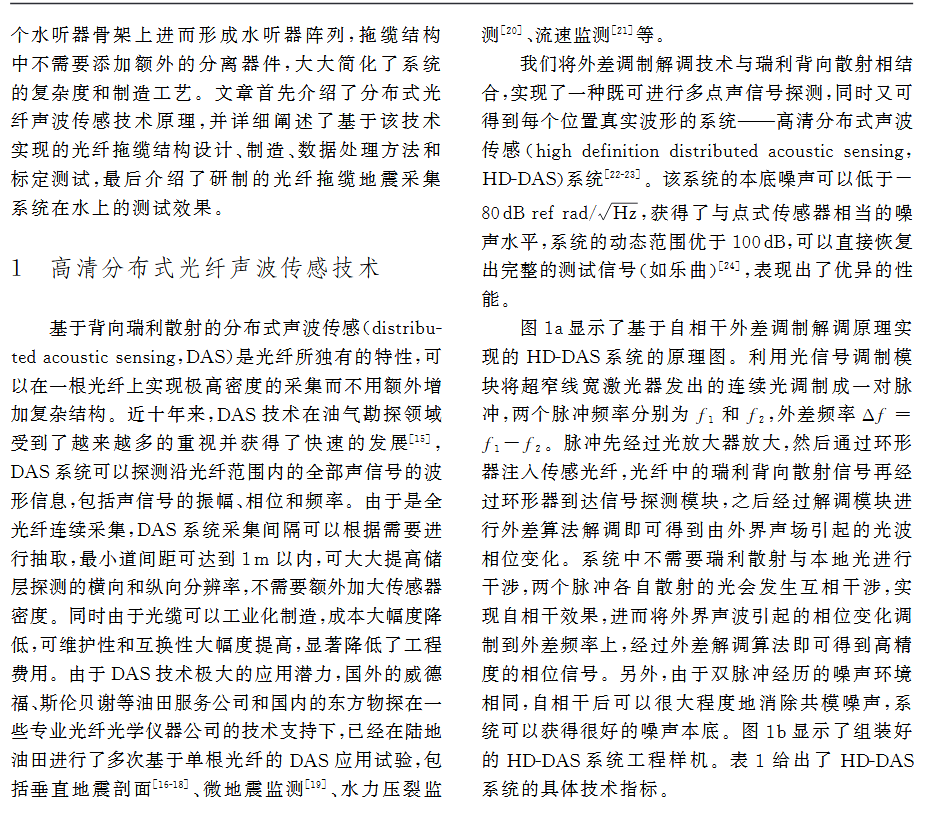 个水听器骨架上进而形成水听器阵列,拖缆结构
中不需要添加额外的分离器件,大大简化了系统
的复杂度和制造工艺。文章首先介绍了分布式光
纤声波传感技术原理,并详细阐述了基于该技术
实现的光纤拖缆结构设计、制造、数据处理方法和
标定测试,最后介绍了研制的光纤拖缆地震采集
系统在水上的测试效果。
1 高清分布式光纤声波传感技术
基于背向瑞利散射的分布式声波传感(distribu-
ted acoustic sensing,DAS)是光纤所独有的特性,可
以在一根光纤上实现极高密度的采集而不用额外增
加复杂结构。近十年来,DAS技术在油气勘探领域
受到了越来越多的重视并获得了快速的发展[15],
DAS系统可以探测沿光纤范围内的全部声信号的波
形信息,包括声信号的振幅、相位和频率。由于是全
光纤连续采集,DAS系统采集间隔可以根据需要进
行抽取,最小道间距可达到1m以内,可大大提高储
层探测的横向和纵向分辨率,不需要额外加大传感器
密度。同时由于光缆可以工业化制造,成本大幅度降
低,可维护性和互换性大幅度提高,显著降低了工程
费用。由于DAS技术极大的应用潜力,国外的威德
福、斯伦贝谢等油田服务公司和国内的东方物探在一
些专业光纤光学仪器公司的技术支持下,已经在陆地
油田进行了多次基于单根光纤的DAS应用试验,包
括垂直地震剖面[16-18]、微地震监测[19]、水力压裂监
测[20]、流速监测[21]等。
我们将外差调制解调技术与瑞利背向散射相结
合,实现了一种既可进行多点声信号探测,同时又可
得到每个位置真实波形的系统——高清分布式声波
传感(high definition distributed acoustic sensing,
HD-DAS)系统[22-23]。该系统的本底噪声可以低于-
80dB ref rad/√Hz,获得了与点式传感器相当的噪
声水平,系统的动态范围优于100dB,可以直接恢复
出完整的测试信号(如乐曲)[24],表现出了优异的性
能。
图1a显示了基于自相干外差调制解调原理实
现的HD-DAS系统的原理图。利用光信号调制模
块将超窄线宽激光器发出的连续光调制成一对脉
冲,两个脉冲频率分别为f₁和f₂,外差频率Δf=
f₁-f₂。脉冲先经过光放大器放大,然后通过环形
器注入传感光纤,光纤中的瑞利背向散射信号再经
过环形器到达信号探测模块,之后经过解调模块进
行外差算法解调即可得到由外界声场引起的光波
相位变化。系统中不需要瑞利散射与本地光进行
干涉,两个脉冲各自散射的光会发生互相干涉,实
现自相干效果,进而将外界声波引起的相位变化调
制到外差频率上,经过外差解调算法即可得到高精
度的相位信号。另外,由于双脉冲经历的噪声环境
相同,自相干后可以很大程度地消除共模噪声,系
统可以获得很好的噪声本底。图1b显示了组装好
的HD-DAS系统工程样机。表1给出了HD-DAS
系统的具体技术指标。